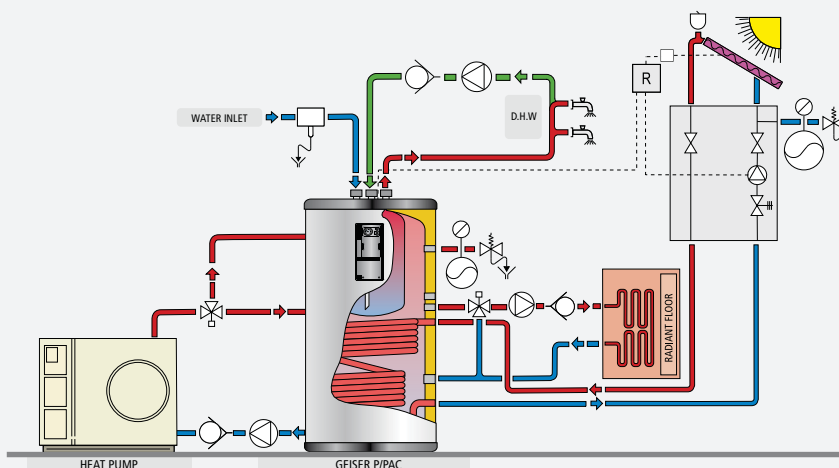 WATER INLET
D.H.W
R
RADIANT FLOOR
HEAT PUMP
GEISER P/PAC